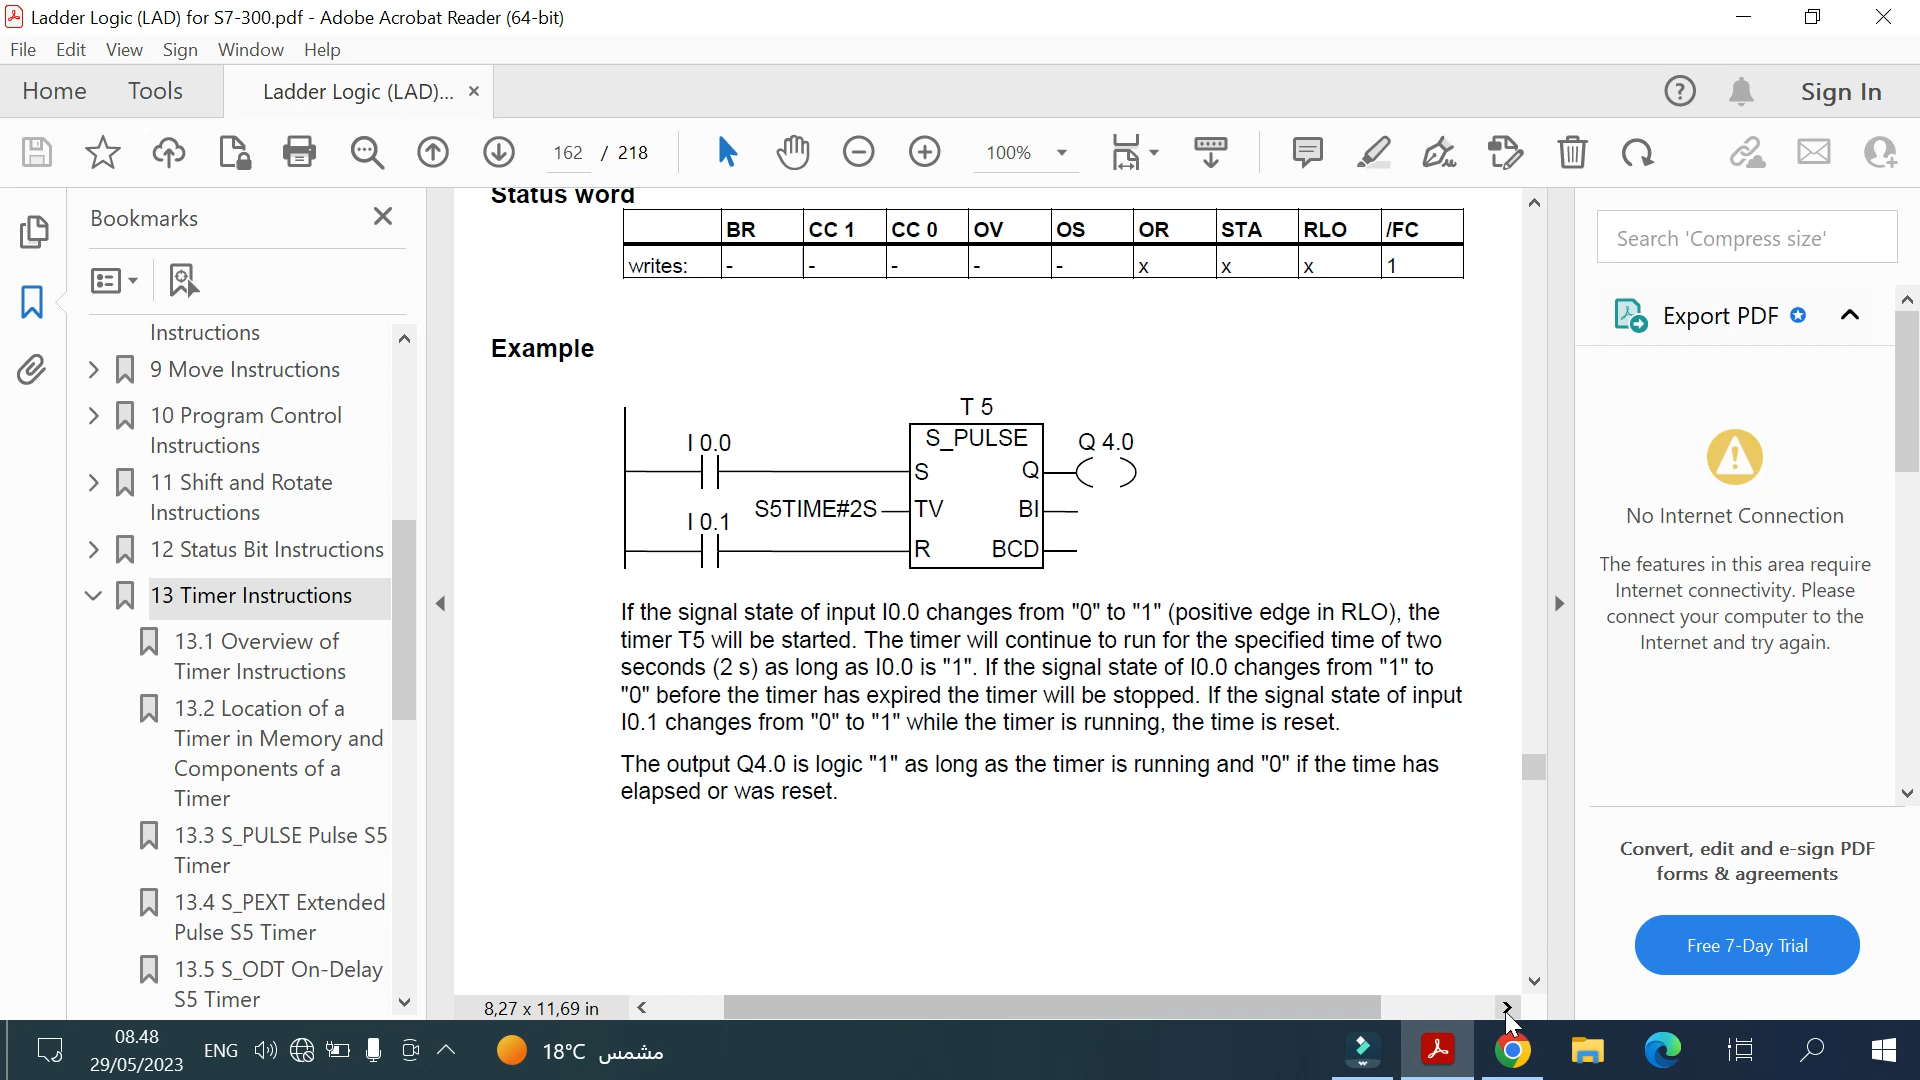 Ladder Logic (LAD) for S7-300.pdf - Adobe Acrobat Reader (64-bit)
File Edit View Sign Window Help
Home Tools Ladder Logic (LAD)... × Sign In
162 / 218 100%
Bookmarks
Instructions
9 Move Instructions
10 Program Control
Instructions
11 Shift and Rotate
Instructions
12 Status Bit Instructions
13 Timer Instructions
13.1 Overview of
Timer Instructions
13.2 Location of a
Timer in Memory and
Components of a
Timer
13.3 S_PULSE Pulse S5
Timer
13.4 S_PEXT Extended
Pulse S5 Timer
13.5 S_ODT On-Delay
S5 Timer
Status word
BR CC 1 CC 0 OV OS OR STA RLO /FC
writes: - - - - - x x x 1
Example
T 5
I 0.0 S_PULSE Q 4.0
S Q
S5TIME#2S TV BI
I 0.1
R BCD
If the signal state of input I0.0 changes from "0" to "1" (positive edge in RLO), the
timer T5 will be started. The timer will continue to run for the specified time of two
seconds (2 s) as long as I0.0 is "1". If the signal state of I0.0 changes from "1" to
"0" before the timer has expired the timer will be stopped. If the signal state of input
I0.1 changes from "0" to "1" while the timer is running, the time is reset.
The output Q4.0 is logic "1" as long as the timer is running and "0" if the time has
elapsed or was reset.
8,27 x 11,69 in
Search 'Compress size'
Export PDF
No Internet Connection
The features in this area require
Internet connectivity. Please
connect your computer to the
Internet and try again.
Convert, edit and e-sign PDF
forms & agreements
Free 7-Day Trial
08.48
29/05/2023
ENG
18°C مشمس